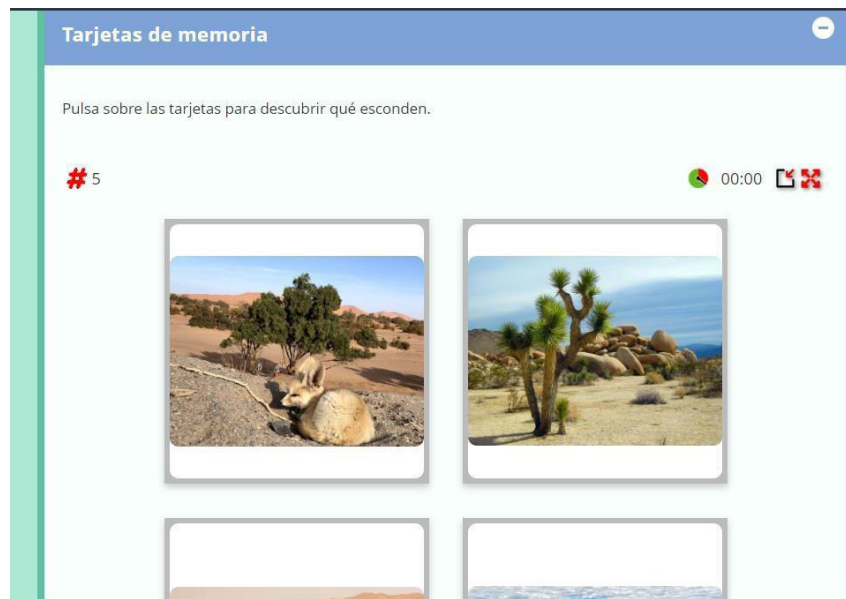 Tarjetas de memoria
Pulsa sobre las tarjetas para descubrir qué esconden.
# 5
00:00